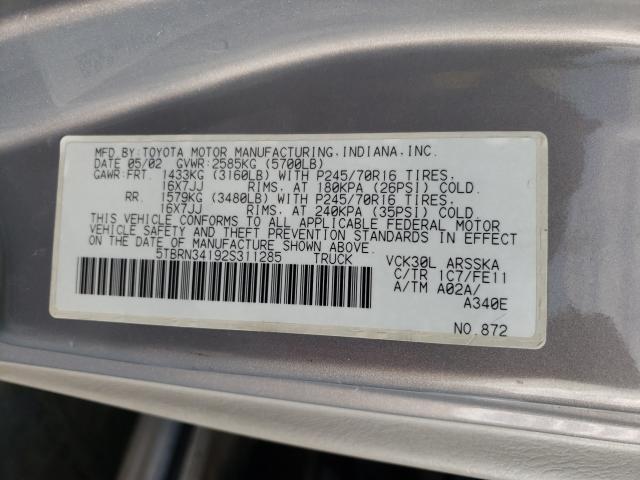 MFD.BY:TOYOTA MOTOR MANUFACTURING,INDIANA,INC.
DATE 05/02 GVWR:2585KG (5700LB)
GAWR:FRT. 1433KG (3160LB) WITH P245/70R16 TIRES,
16X7JJ RIMS, AT 180KPA (26PSI) COLD.
RR. 1579KG (3480LB) WITH P245/70R16 TIRES,
16X7JJ RIMS, AT 240KPA (35PSI) COLD.
THIS VEHICLE CONFORMS TO ALL APPLICABLE FEDERAL MOTOR
VEHICLE SAFETY AND THEFT PREVENTION STANDARDS IN EFFECT
ON THE DATE OF MANUFACTURE SHOWN ABOVE.
5TBRN34192S311285 TRUCK
VCK30L ARSSKA
C/TR 1C7/FE11
A/TM A02A/
A340E
NO.872